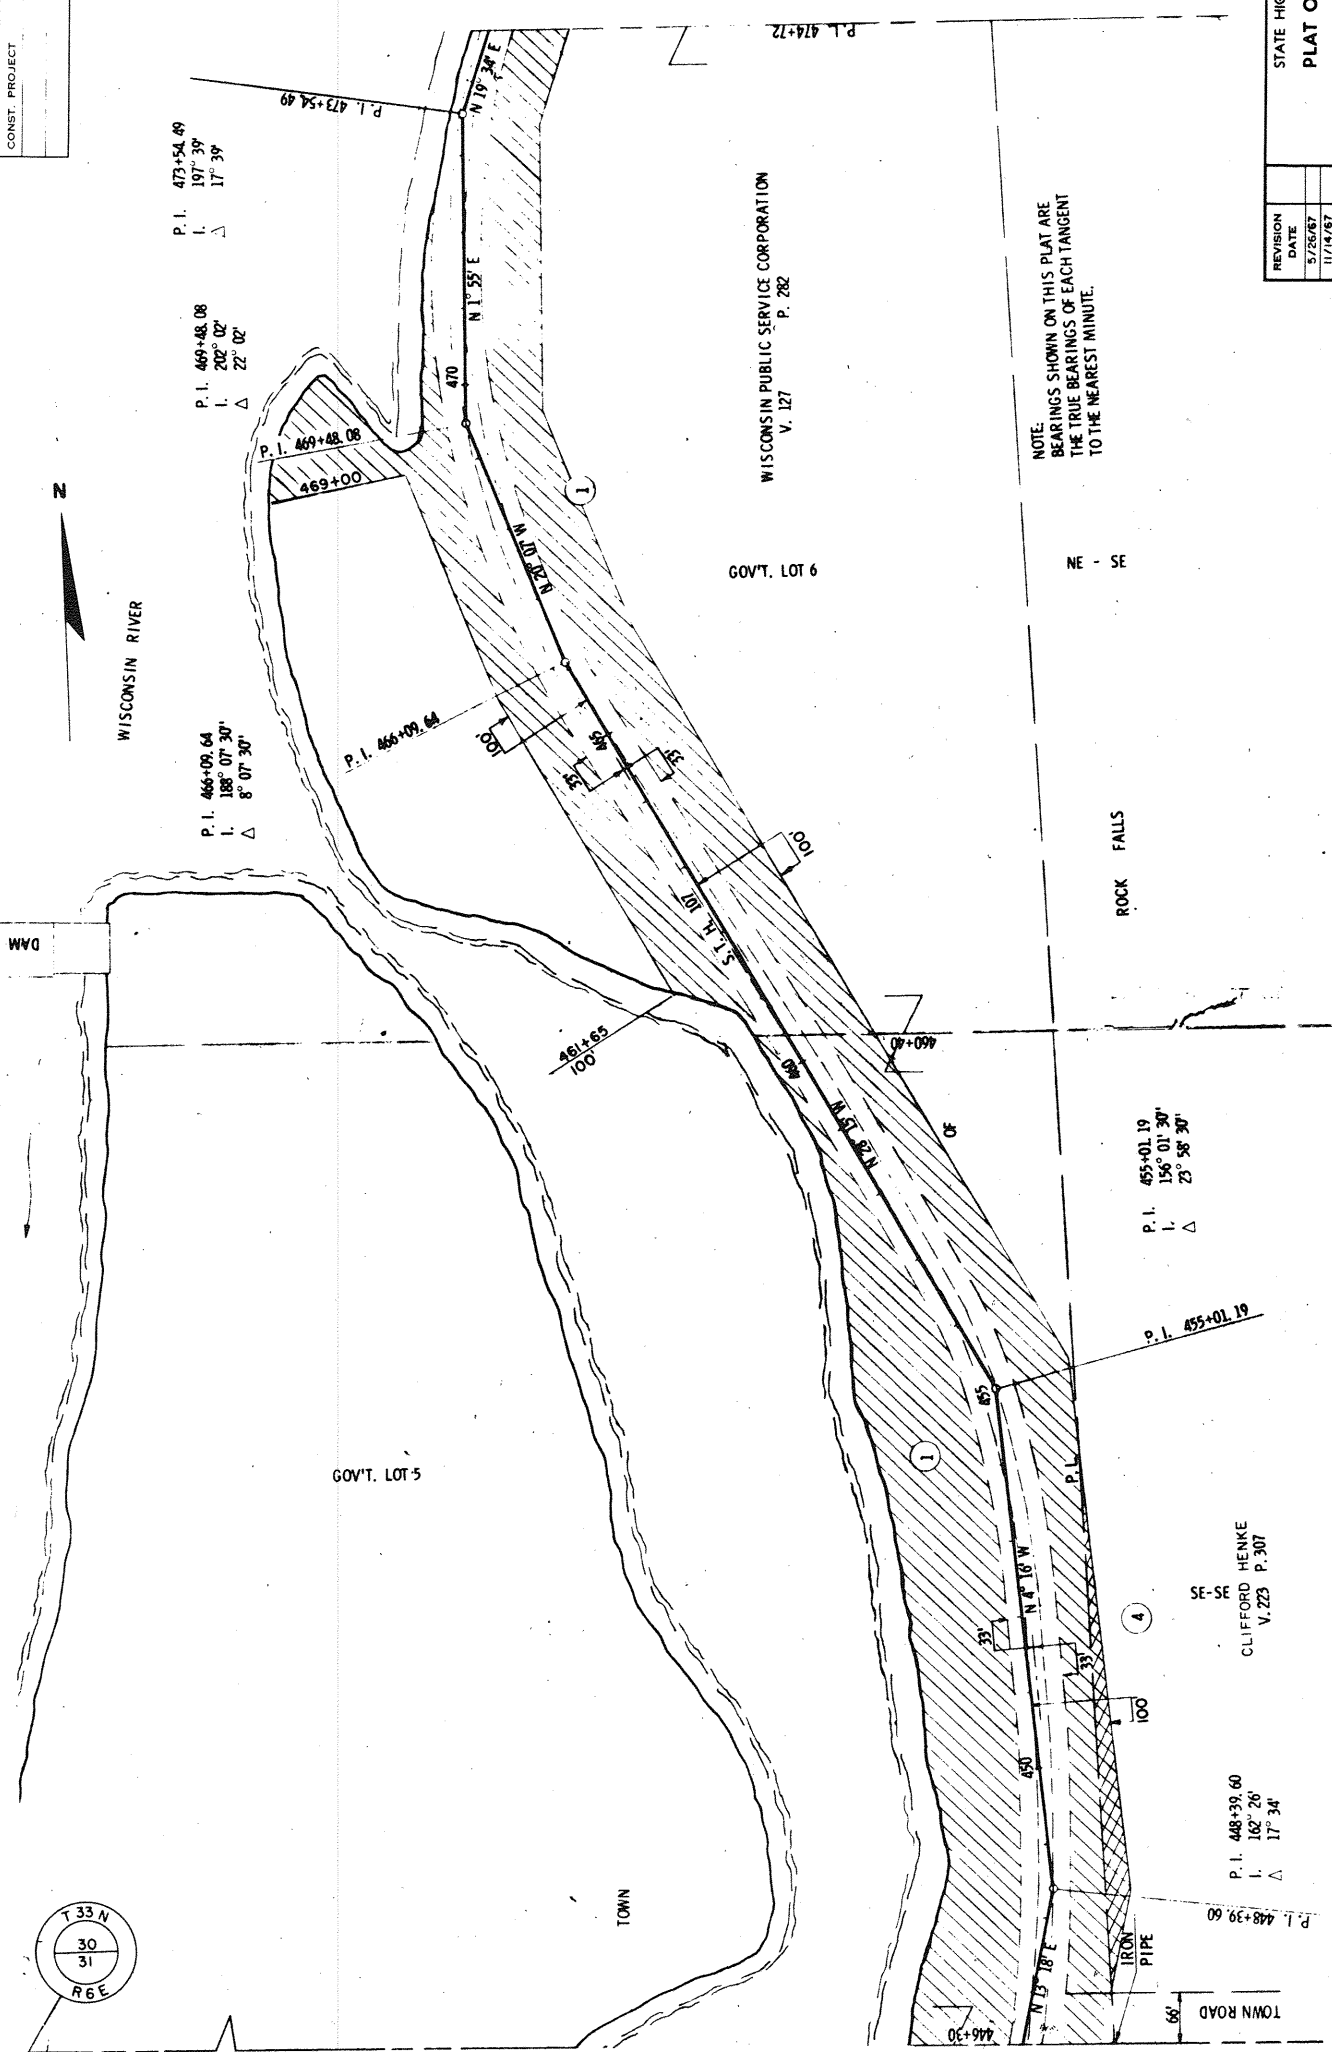 CONST. PROJECT
STATE HIG
PLAT O
REVISION
DATE
5/26/67
11/14/67
P. I. 473+54.49
I. 197° 39'
△ 17° 39'
P. I. 473+54.49
N 19° 34' E
P. L. 474+72
P. I. 469+48.08
I. 202° 02'
△ 22° 02'
P. I. 469+48.08
469+00
470
N 1° 55' E
N
WISCONSIN RIVER
N 20° 07' W
1
WISCONSIN PUBLIC SERVICE CORPORATION
V. 127 P. 282
NOTE:
BEARINGS SHOWN ON THIS PLAT ARE
THE TRUE BEARINGS OF EACH TANGENT
TO THE NEAREST MINUTE.
GOV'T. LOT 6
NE - SE
P. I. 466+09.64
I. 188° 07' 30"
△ 8° 07' 30"
P. I. 466+09.64
100'
465
33'
33'
100'
S. T. H. 107
ROCK FALLS
DAM
461+65
100'
460
460+40
N 28° 15' W
OF
P. I. 455+01.19
I. 156° 01' 30"
△ 23° 58' 30"
P. I. 455+01.19
455
GOV'T. LOT 5
1
P. L.
N 4° 16' W
33'
33'
4
SE-SE
CLIFFORD HENKE
V. 223 P. 307
100'
450
P. I. 448+39.60
I. 162° 26'
△ 17° 34'
P. I. 448+39.60
T 33 N
30
31
R 6 E
TOWN
N 13° 18' E
IRON
PIPE
446+30
66'
TOWN ROAD